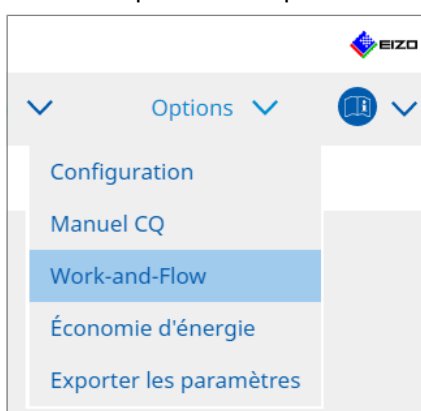 EIZO
Options
Configuration
Manuel CQ
Work-and-Flow
Économie d'énergie
Exporter les paramètres